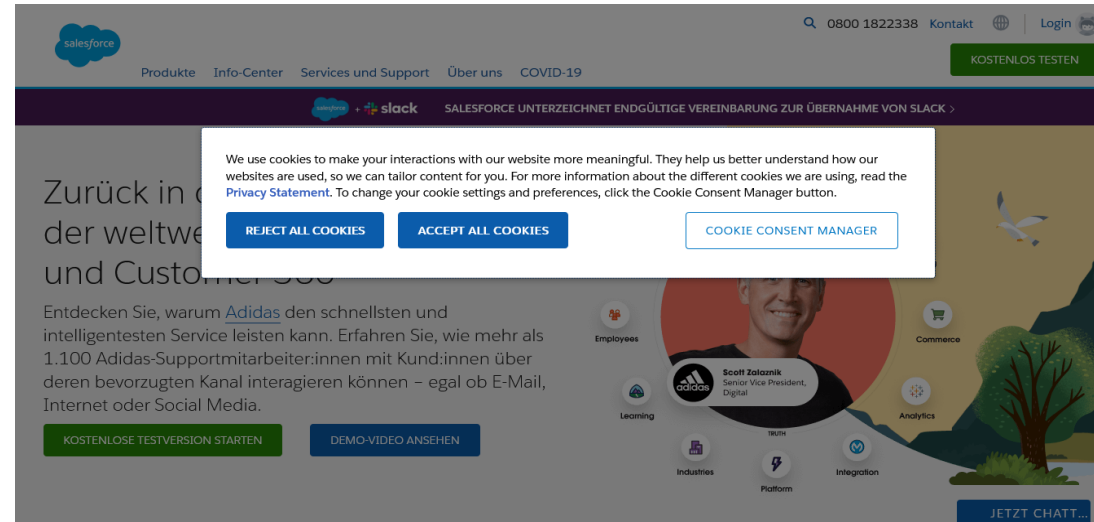 salesforce
0800 1822338 Kontakt Login
Produkte Info-Center Services und Support Über uns COVID-19
KOSTENLOS TESTEN
salesforce + slack SALESFORCE UNTERZEICHNET ENDGÜLTIGE VEREINBARUNG ZUR ÜBERNAHME VON SLACK >
We use cookies to make your interactions with our website more meaningful. They help us better understand how our
websites are used, so we can tailor content for you. For more information about the different cookies we are using, read the
Privacy Statement. To change your cookie settings and preferences, click the Cookie Consent Manager button.
REJECT ALL COOKIES ACCEPT ALL COOKIES COOKIE CONSENT MANAGER
Zurück in
der weltwe
und Customer 360
Entdecken Sie, warum Adidas den schnellsten und
intelligentesten Service leisten kann. Erfahren Sie, wie mehr als
1.100 Adidas-Supportmitarbeiter:innen mit Kund:innen über
deren bevorzugten Kanal interagieren können – egal ob E-Mail,
Internet oder Social Media.
KOSTENLOSE TESTVERSION STARTEN DEMO-VIDEO ANSEHEN
Employees
Commerce
adidas
Scott Zalaznik
Senior Vice President,
Digital
Learning
Analytics
TRUTH
Industries
Platform
Integration
JETZT CHATT...